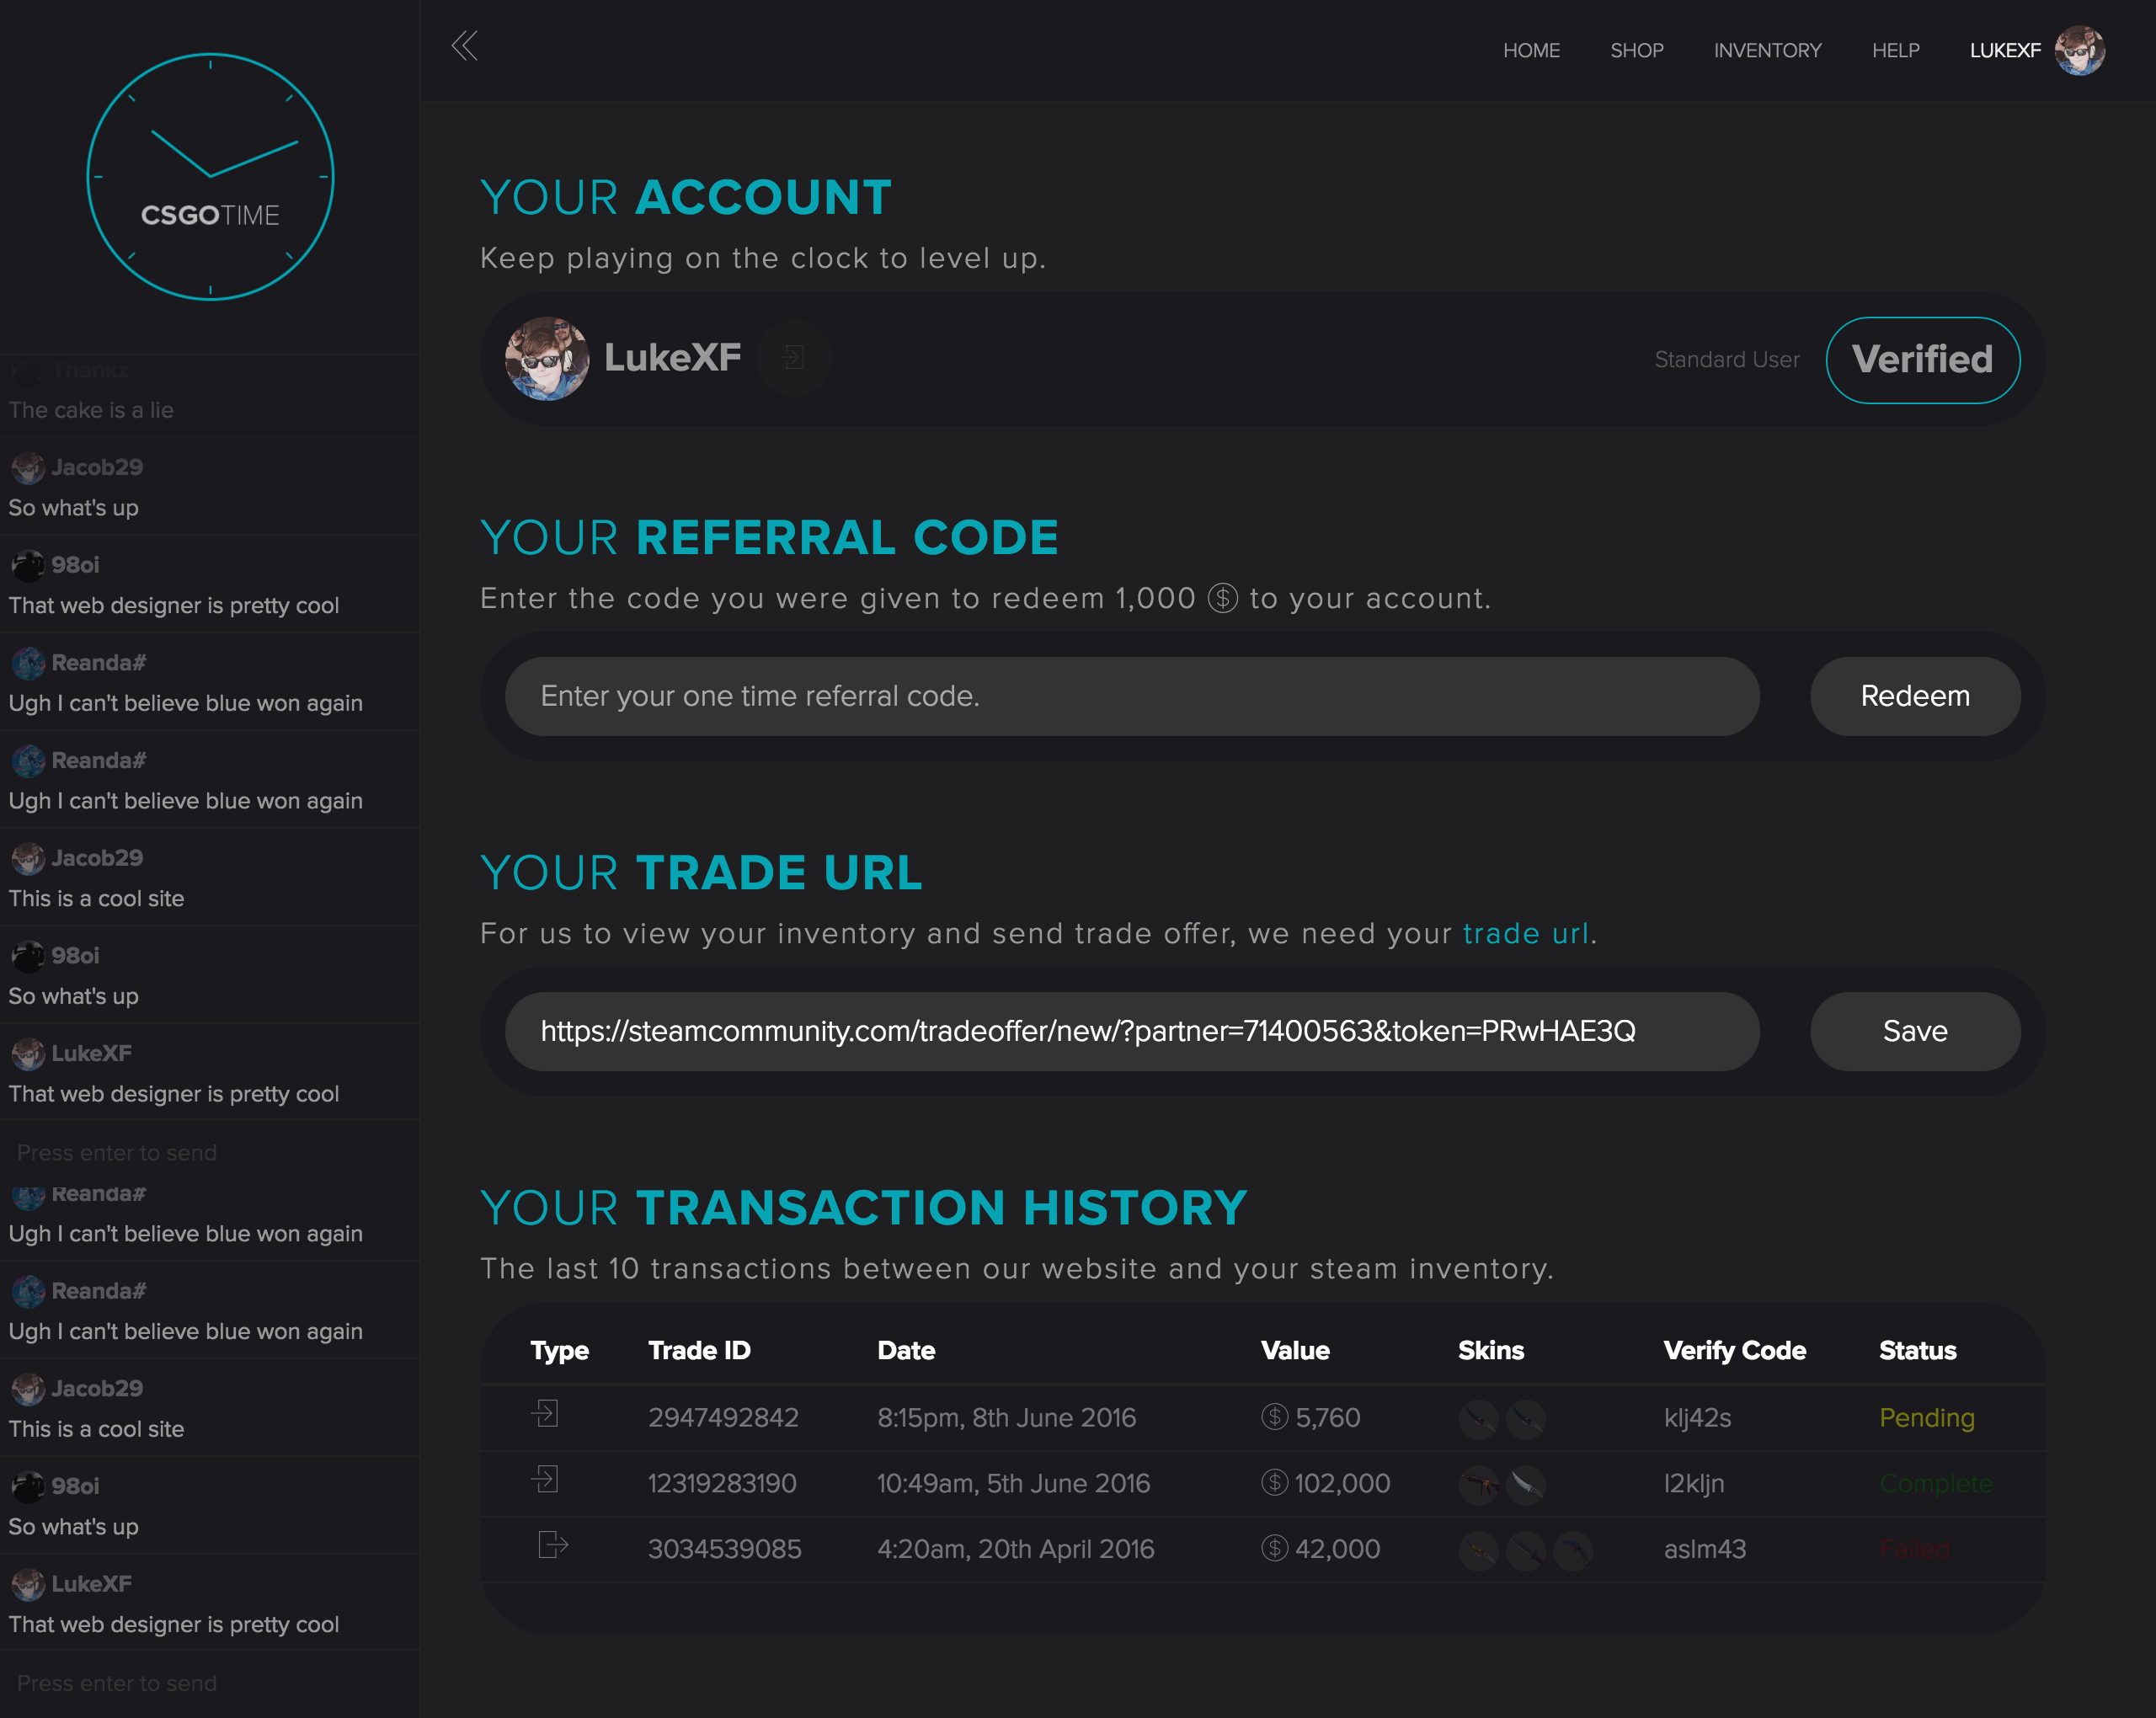 CSGOTIME
Thankz
The cake is a lie
Jacob29
So what's up
98oi
That web designer is pretty cool
Reanda#
Ugh I can't believe blue won again
Reanda#
Ugh I can't believe blue won again
Jacob29
This is a cool site
98oi
So what's up
LukeXF
That web designer is pretty cool
Press enter to send
Reanda#
Ugh I can't believe blue won again
Reanda#
Ugh I can't believe blue won again
Jacob29
This is a cool site
98oi
So what's up
LukeXF
That web designer is pretty cool
Press enter to send
HOME SHOP INVENTORY HELP LUKEXF
YOUR ACCOUNT
Keep playing on the clock to level up.
LukeXF Standard User Verified
YOUR REFERRAL CODE
Enter the code you were given to redeem 1,000 $ to your account.
Enter your one time referral code. Redeem
YOUR TRADE URL
For us to view your inventory and send trade offer, we need your trade url.
https://steamcommunity.com/tradeoffer/new/?partner=71400563&token=PRwHAE3Q Save
YOUR TRANSACTION HISTORY
The last 10 transactions between our website and your steam inventory.
Type Trade ID Date Value Skins Verify Code Status
2947492842 8:15pm, 8th June 2016 $ 5,760 klj42s Pending
12319283190 10:49am, 5th June 2016 $ 102,000 l2kljn Complete
3034539085 4:20am, 20th April 2016 $ 42,000 aslm43 Failed